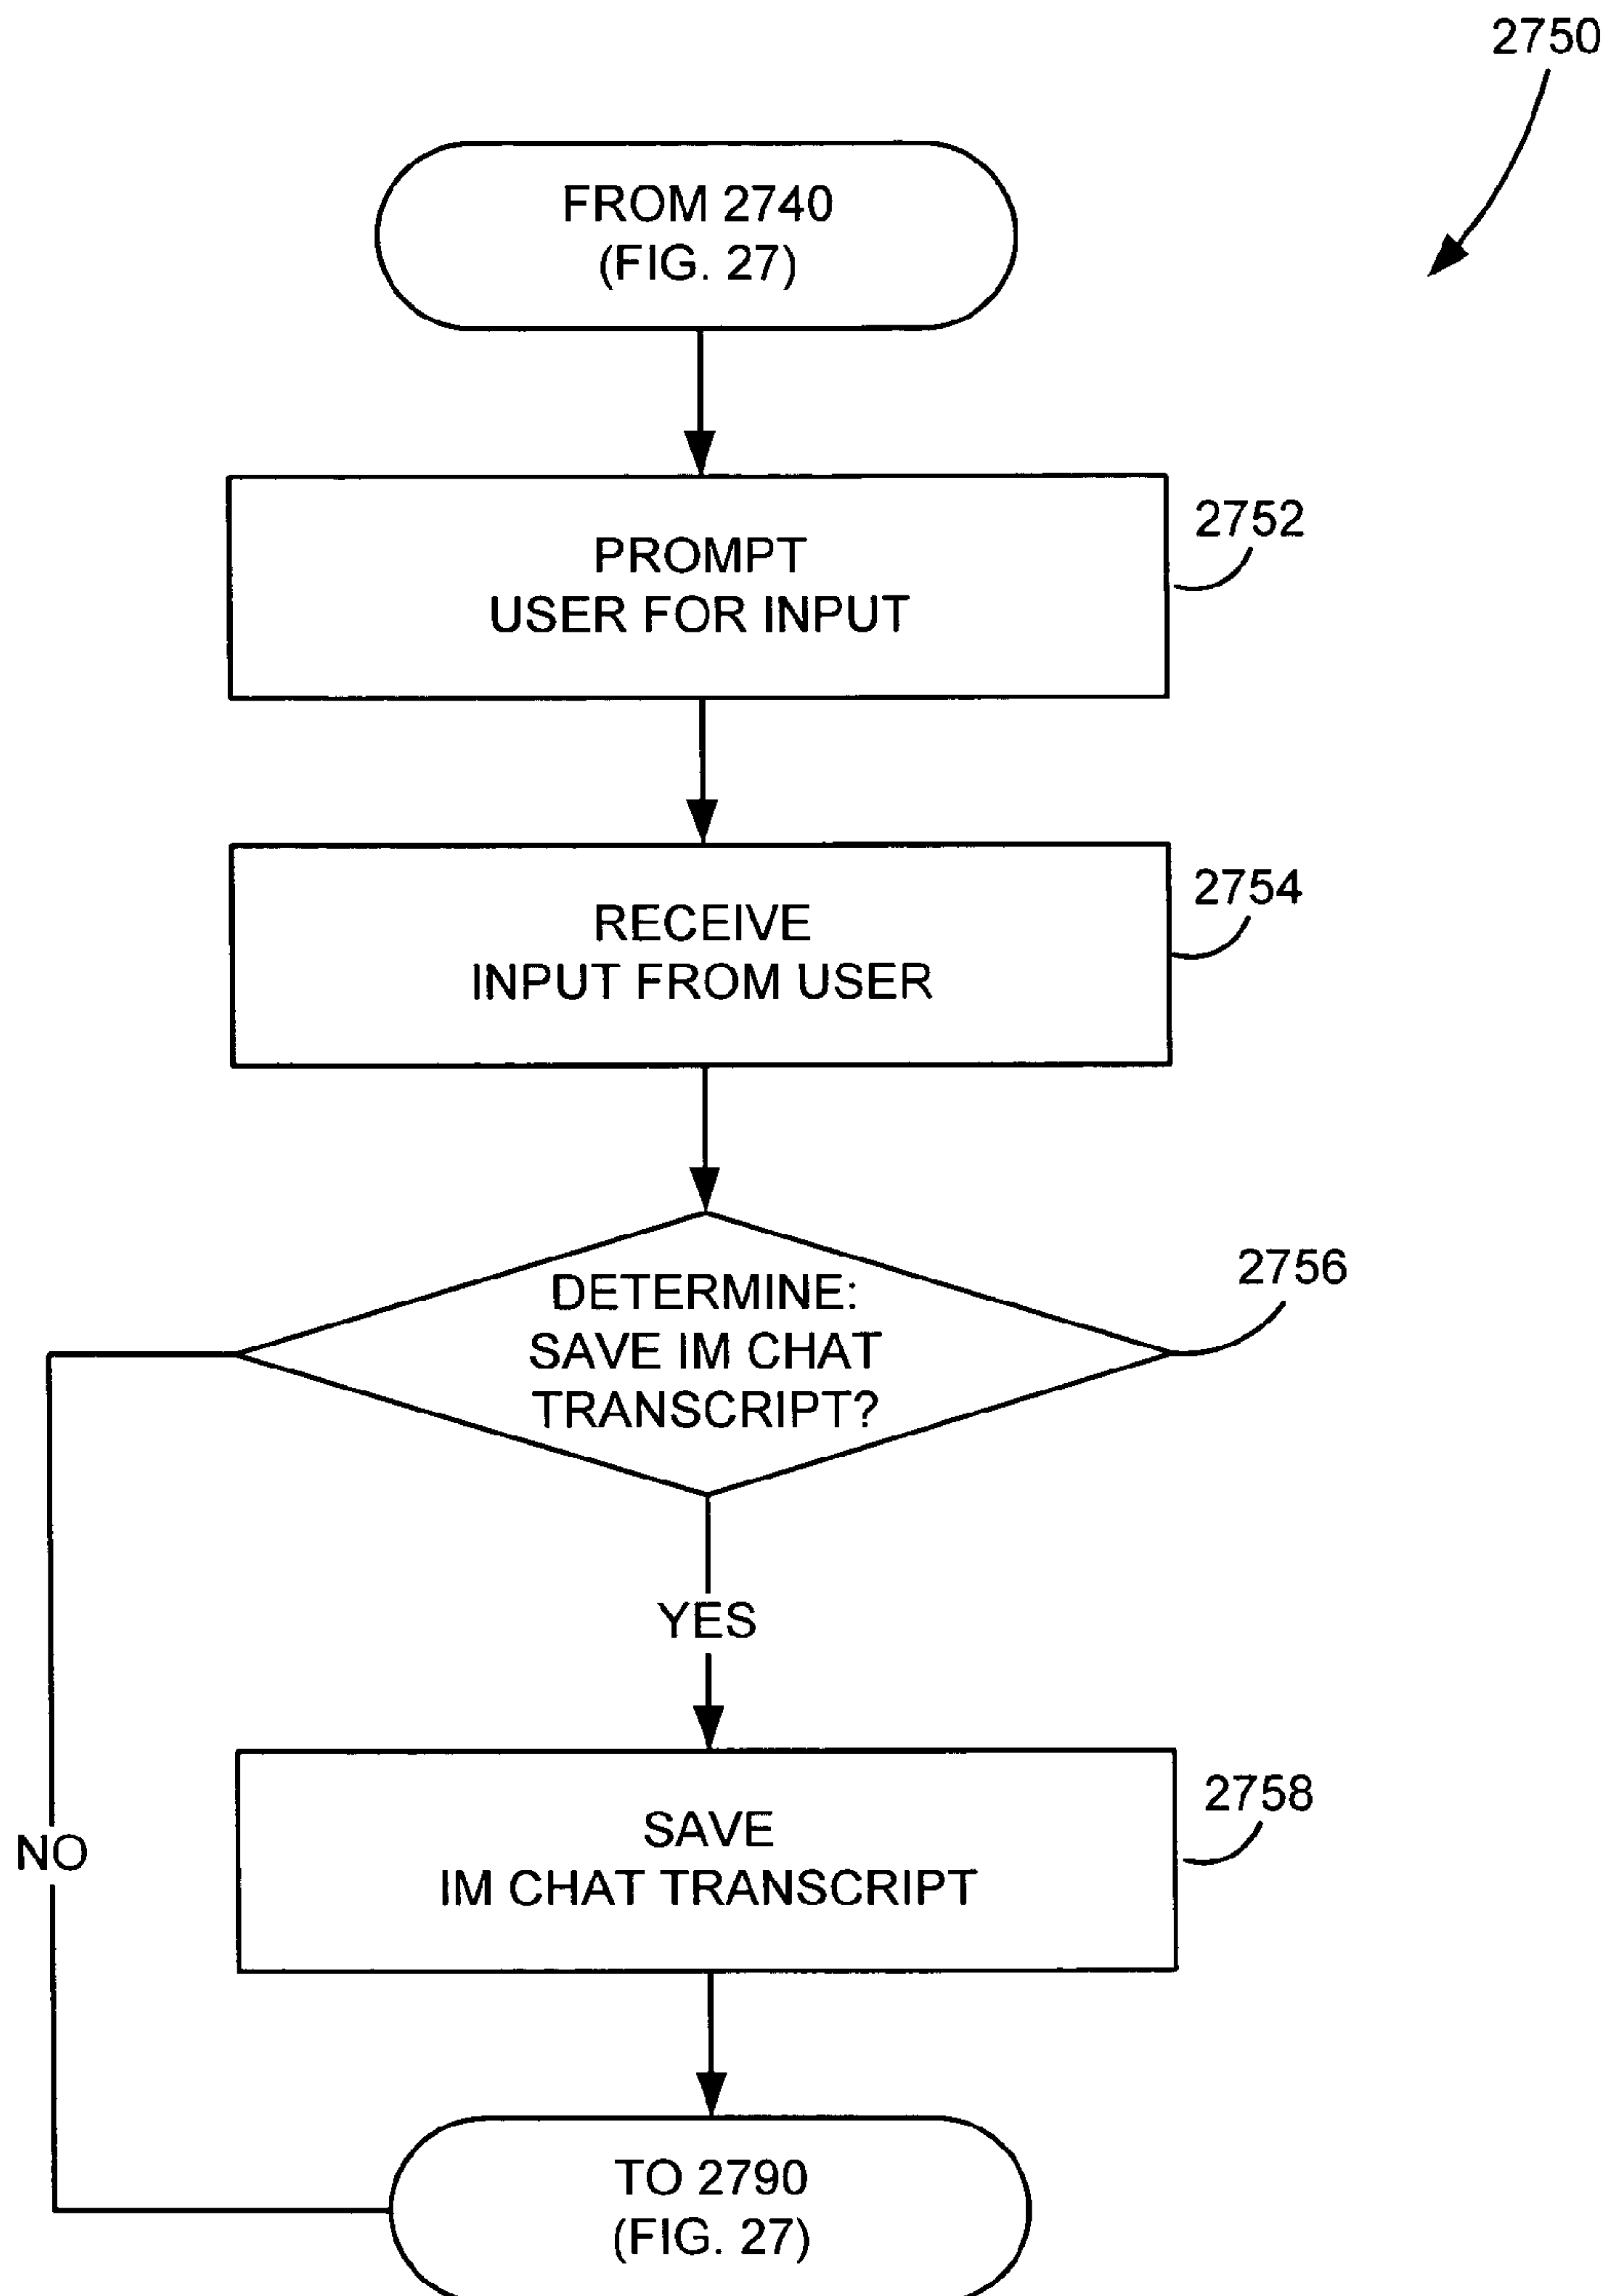 2750
FROM 2740
(FIG. 27)
2752
PROMPT
USER FOR INPUT
2754
RECEIVE
INPUT FROM USER
2756
DETERMINE:
SAVE IM CHAT
TRANSCRIPT?
YES
2758
SAVE
IM CHAT TRANSCRIPT
NO
TO 2790
(FIG. 27)